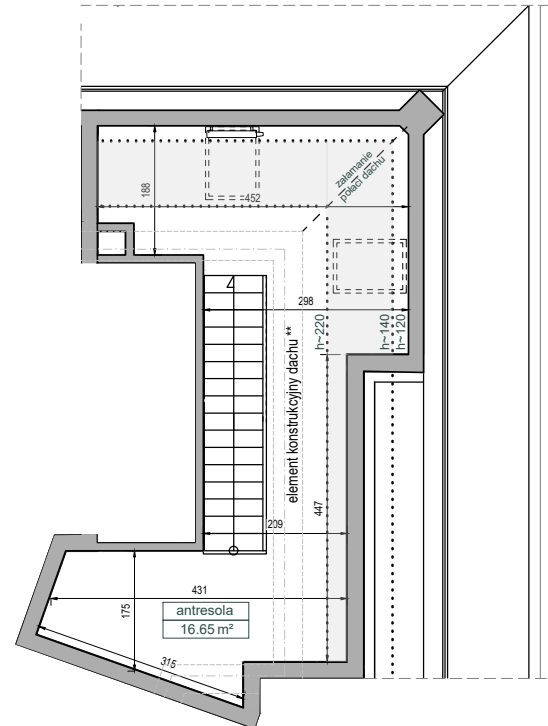 załamanie
połaci dachu
188
452
298
h~220
h~140
h~120
element konstrukcyjny dachu **
447
209
431
175
antresola
16.65 m²
315